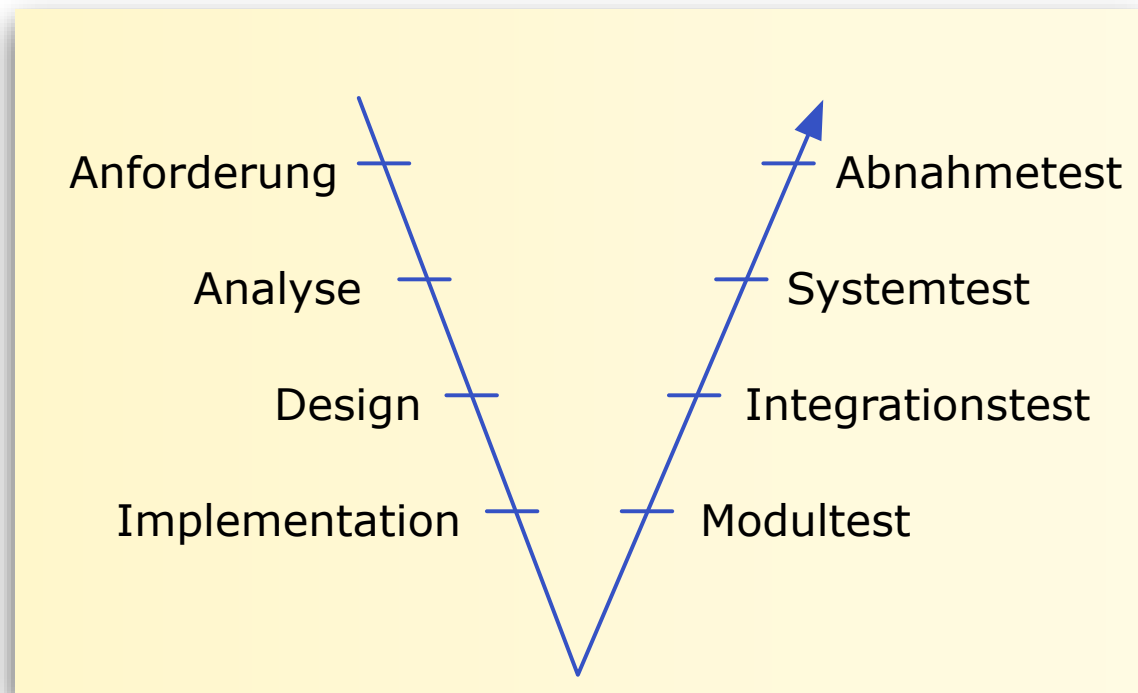 Anforderung
Abnahmetest
Analyse
Systemtest
Design
Integrationstest
Implementation
Modultest